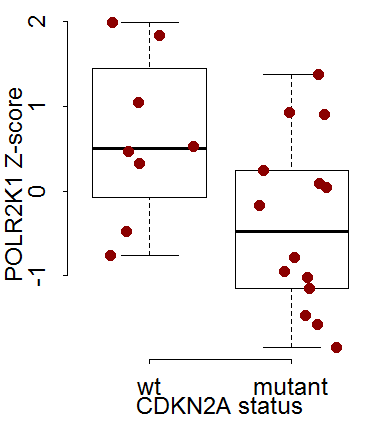 2
1
0
-1
POLR2K1 Z-score
wt
mutant
CDKN2A status